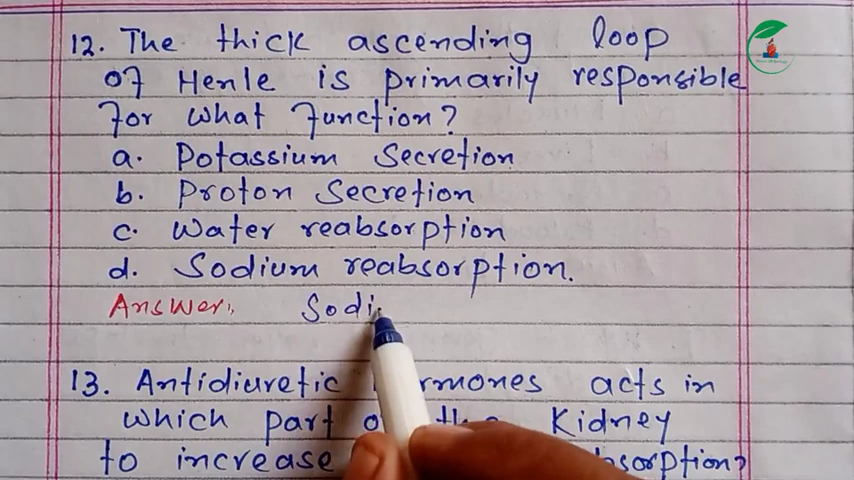 12. The thick ascending loop
of Henle is primarily responsible
for what function?
a. Potassium secretion
b. Proton secretion
c. Water reabsorption
d. Sodium reabsorption.
Answer:, Sodi
13. Antidiuretic ormones acts in
which part kidney
to increase bsorption?